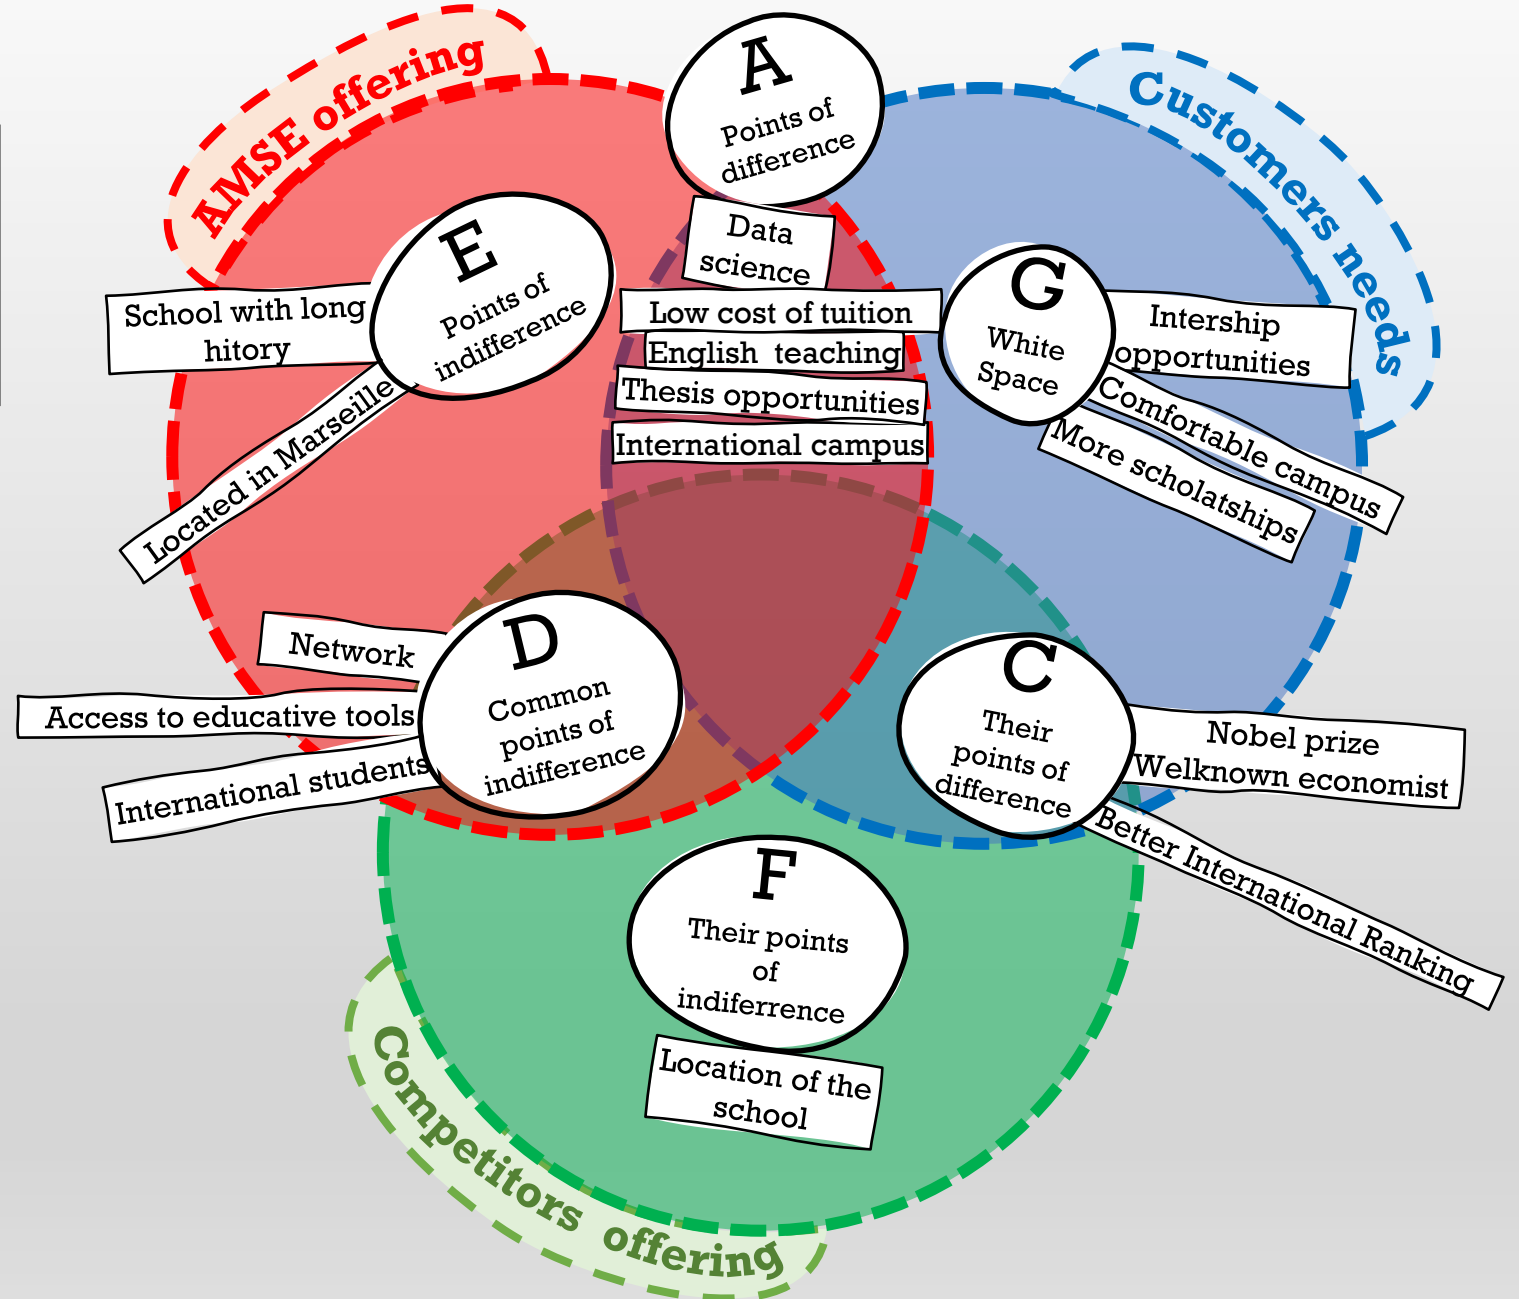 AMSE offering
Customers needs
A
Points of
difference
Data
science
Low cost of tuition
English teaching
Thesis opportunities
International campus
E
Points of
indifference
School with long
hitory
Located in Marseille
G
White
Space
Intership
opportunities
Comfortable campus
More scholatships
D
Common
points of
indifference
Network
Access to educative tools
International students
C
Their
points of
difference
Nobel prize
Welknown economist
Better International Ranking
F
Their points
of
indiferrence
Location of the
school
Competitors offering